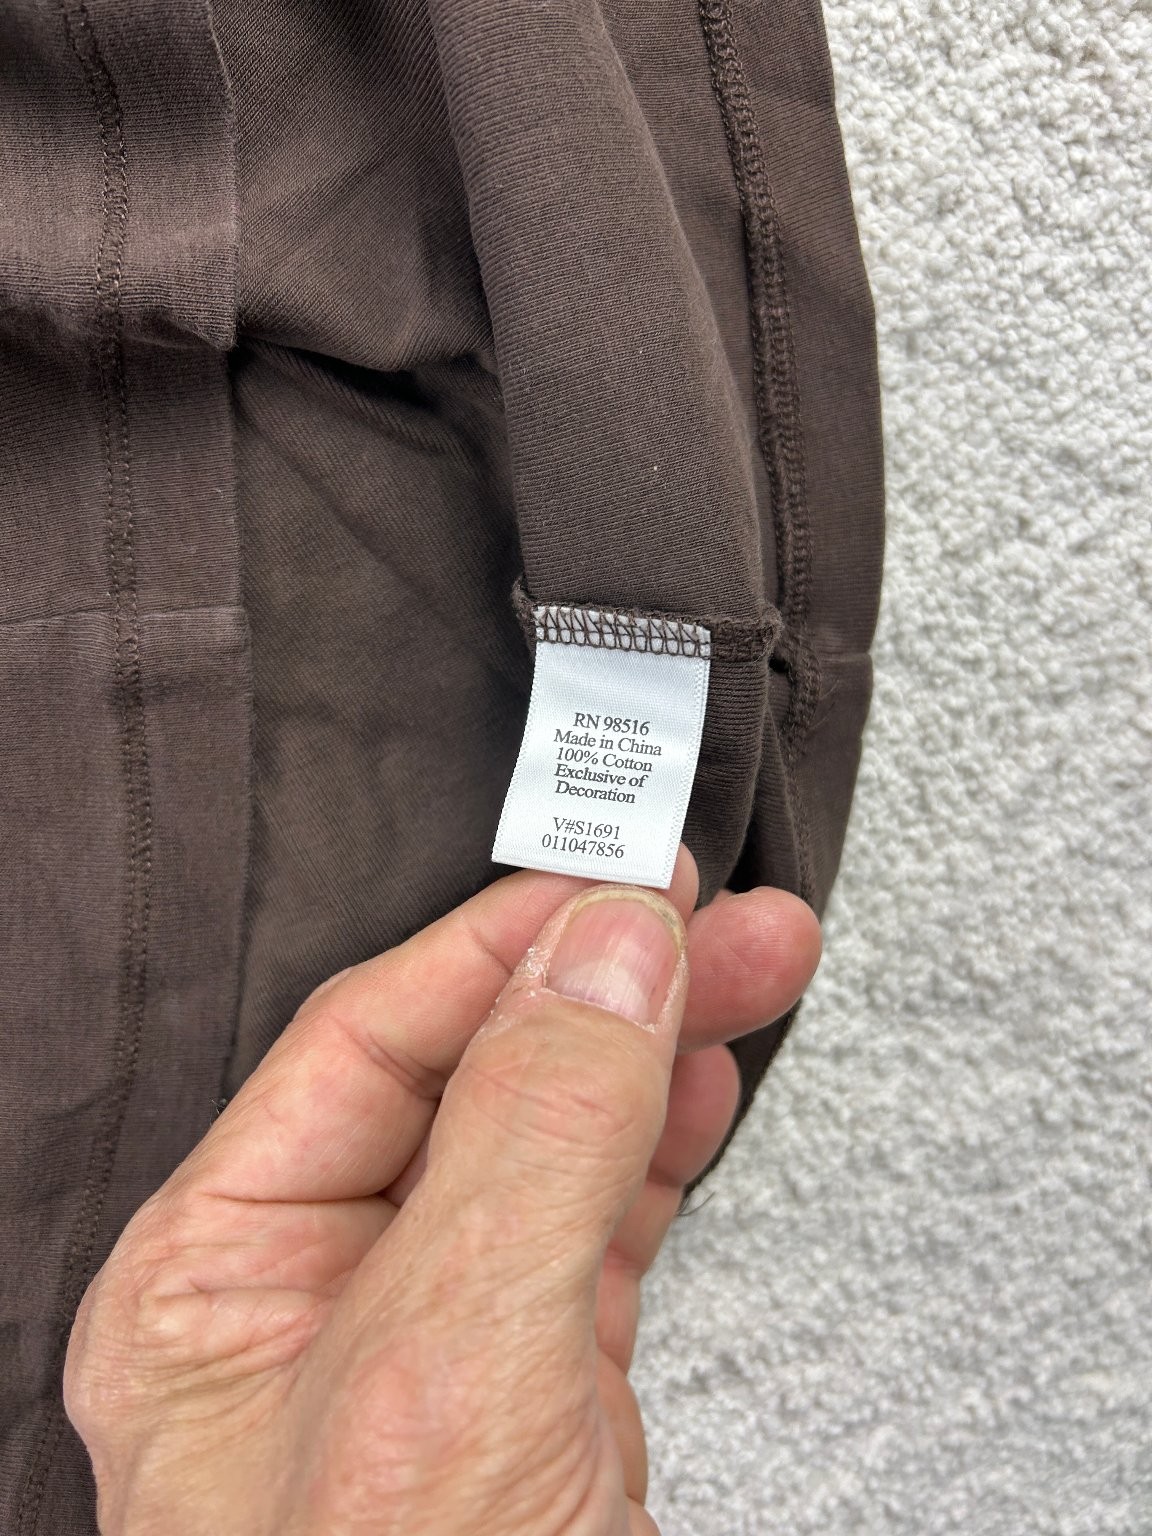 RN 98516
Made in China
100% Cotton
Exclusive of
Decoration
V#S1691
011047856